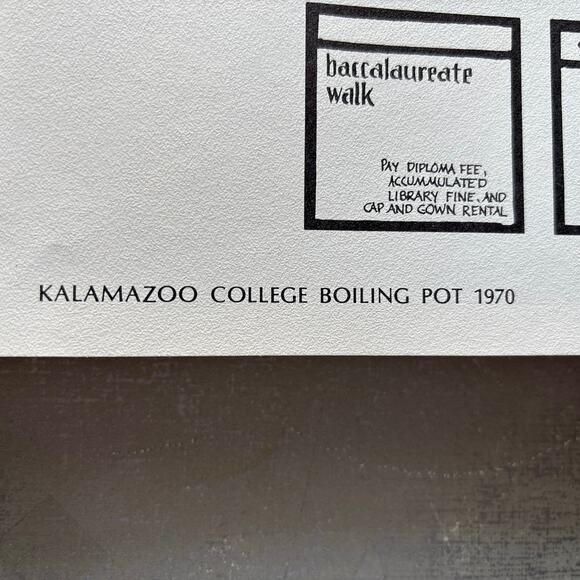 baccalaureate
walk
PAY DIPLOMA FEE,
ACCUMMULATED
LIBRARY FINE, AND
CAP AND GOWN RENTAL
KALAMAZOO COLLEGE BOILING POT 1970